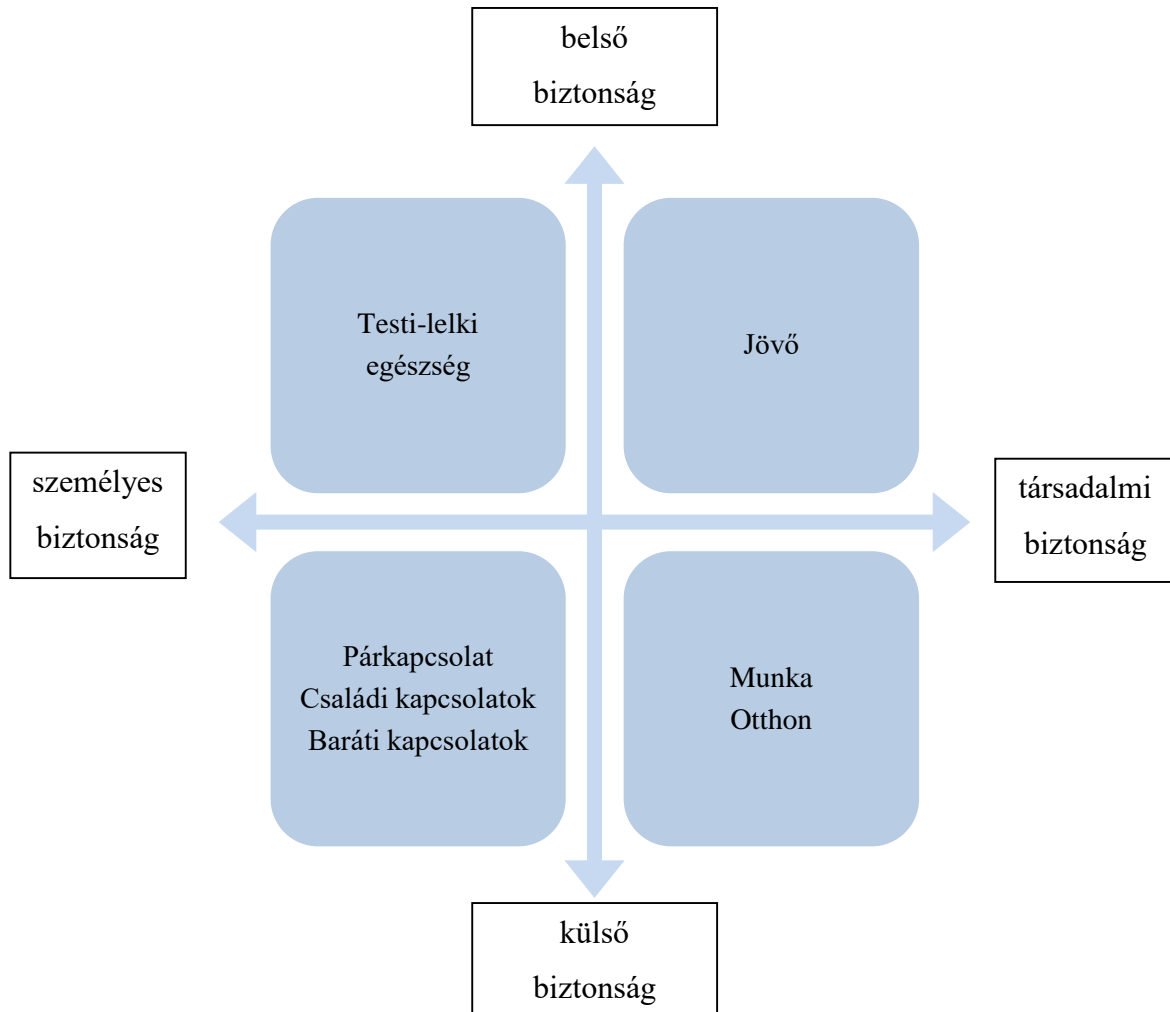 belső
biztonság
Testi-lelki
egészség
Jövő
személyes
biztonság
társadalmi
biztonság
Párkapcsolat
Családi kapcsolatok
Baráti kapcsolatok
Munka
Otthon
külső
biztonság